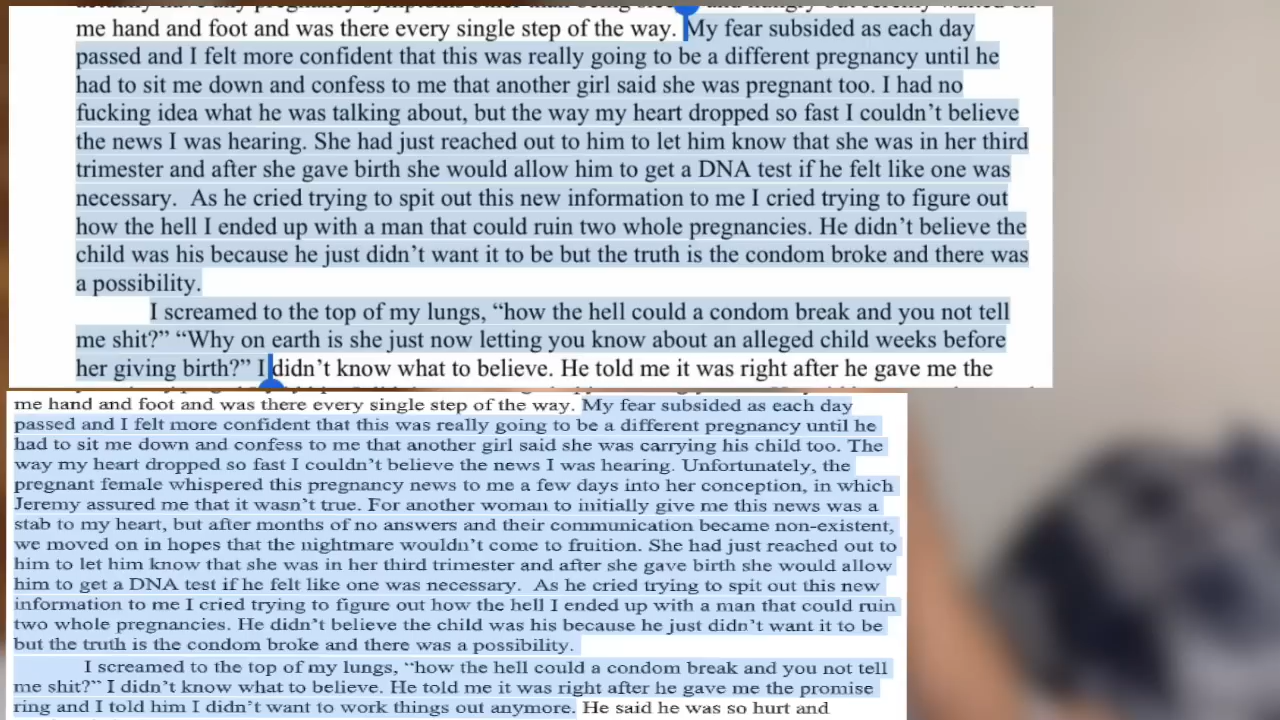 me hand and foot and was there every single step of the way. My fear subsided as each day
passed and I felt more confident that this was really going to be a different pregnancy until he
had to sit me down and confess to me that another girl said she was pregnant too. I had no
fucking idea what he was talking about, but the way my heart dropped so fast I couldn’t believe
the news I was hearing. She had just reached out to him to let him know that she was in her third
trimester and after she gave birth she would allow him to get a DNA test if he felt like one was
necessary.  As he cried trying to spit out this new information to me I cried trying to figure out
how the hell I ended up with a man that could ruin two whole pregnancies. He didn’t believe the
child was his because he just didn’t want it to be but the truth is the condom broke and there was
a possibility.
I screamed to the top of my lungs, “how the hell could a condom break and you not tell
me shit?” “Why on earth is she just now letting you know about an alleged child weeks before
her giving birth?” I didn’t know what to believe. He told me it was right after he gave me the
me hand and foot and was there every single step of the way. My fear subsided as each day
passed and I felt more confident that this was really going to be a different pregnancy until he
had to sit me down and confess to me that another girl said she was carrying his child too. The
way my heart dropped so fast I couldn’t believe the news I was hearing. Unfortunately, the
pregnant female whispered this pregnancy news to me a few days into her conception, in which
Jeremy assured me that it wasn’t true. For another woman to initially give me this news was a
stab to my heart, but after months of no answers and their communication became non-existent,
we moved on in hopes that the nightmare wouldn’t come to fruition. She had just reached out to
him to let him know that she was in her third trimester and after she gave birth she would allow
him to get a DNA test if he felt like one was necessary.  As he cried trying to spit out this new
information to me I cried trying to figure out how the hell I ended up with a man that could ruin
two whole pregnancies. He didn’t believe the child was his because he just didn’t want it to be
but the truth is the condom broke and there was a possibility.
I screamed to the top of my lungs, “how the hell could a condom break and you not tell
me shit?” I didn’t know what to believe. He told me it was right after he gave me the promise
ring and I told him I didn’t want to work things out anymore. He said he was so hurt and